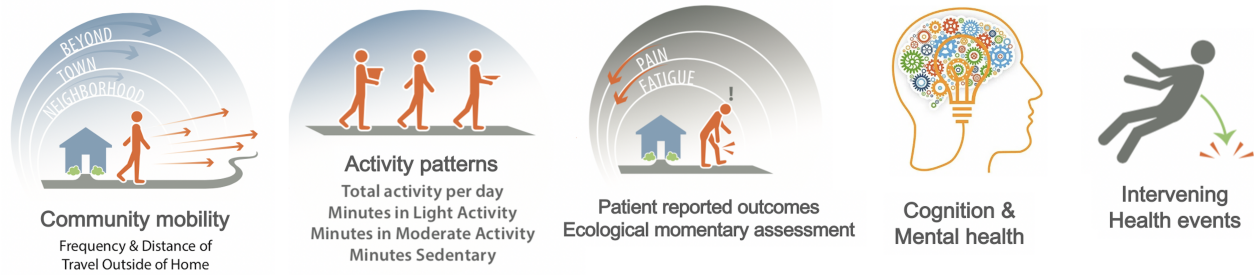 BEYOND
TOWN
NEIGHBORHOOD
Community mobility
Frequency & Distance of
Travel Outside of Home
Activity patterns
Total activity per day
Minutes in Light Activity
Minutes in Moderate Activity
Minutes Sedentary
PAIN
FATIGUE
!
Patient reported outcomes
Ecological momentary assessment
Cognition &
Mental health
Intervening
Health events